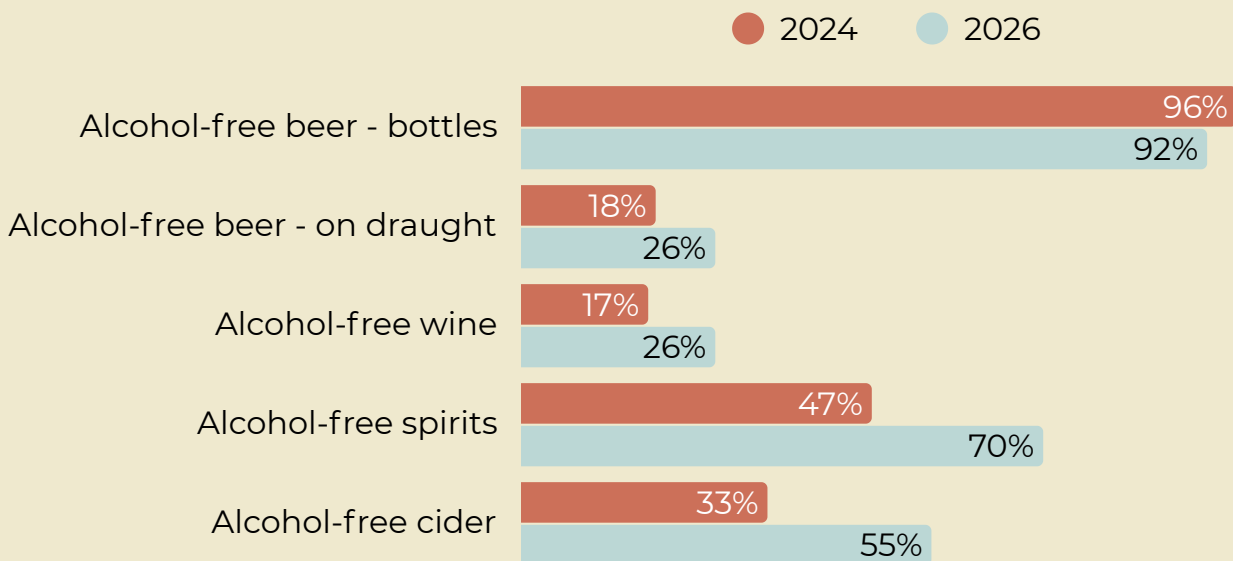 2024 2026
96%
Alcohol-free beer - bottles
92%
18%
Alcohol-free beer - on draught
26%
17%
Alcohol-free wine
26%
47%
Alcohol-free spirits
70%
33%
Alcohol-free cider
55%